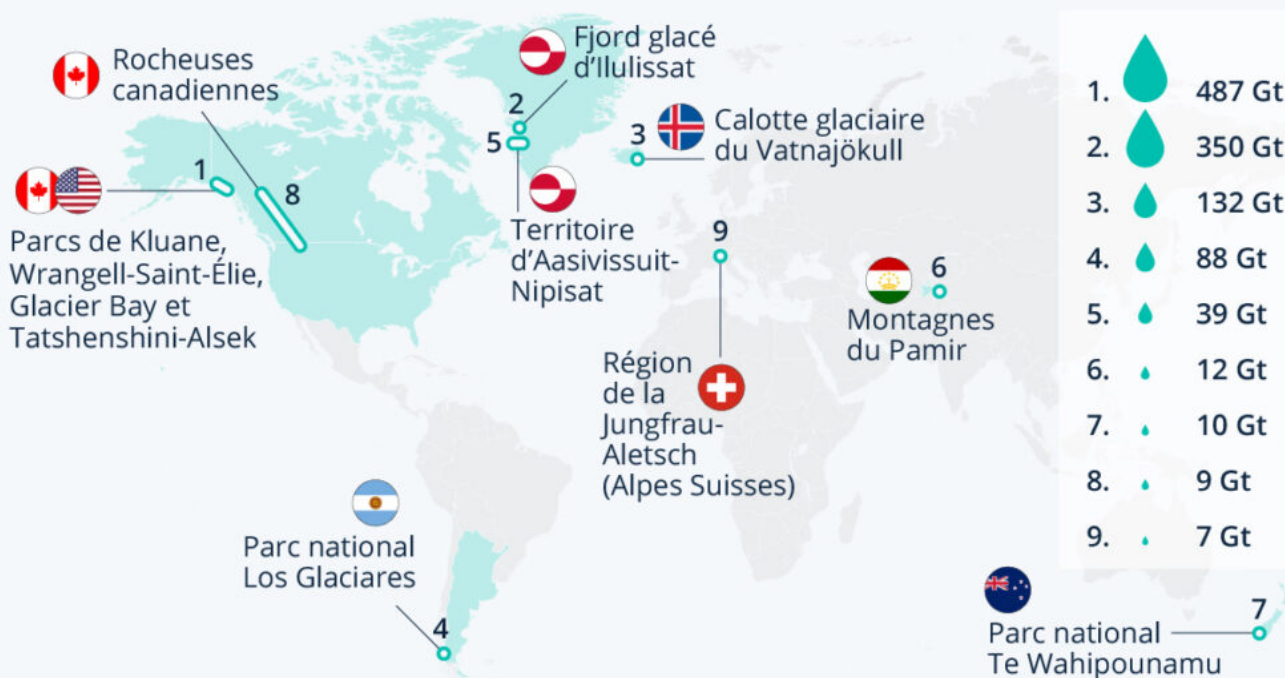 Rocheuses
canadiennes
Fjord glacé
d'Ilulissat
2
5
3
Calotte glaciaire
du Vatnajökull
1
8
Parcs de Kluane,
Wrangell-Saint-Élie,
Glacier Bay et
Tatshenshini-Alsek
Territoire
d'Aasivissuit-
Nipisat
9
6
Montagnes
du Pamir
Région
de la
Jungfrau-
Aletsch
(Alpes Suisses)
Parc national
Los Glaciares
4
7
Parc national
Te Wahipounamu
1. 487 Gt
2. 350 Gt
3. 132 Gt
4. 88 Gt
5. 39 Gt
6. 12 Gt
7. 10 Gt
8. 9 Gt
9. 7 Gt